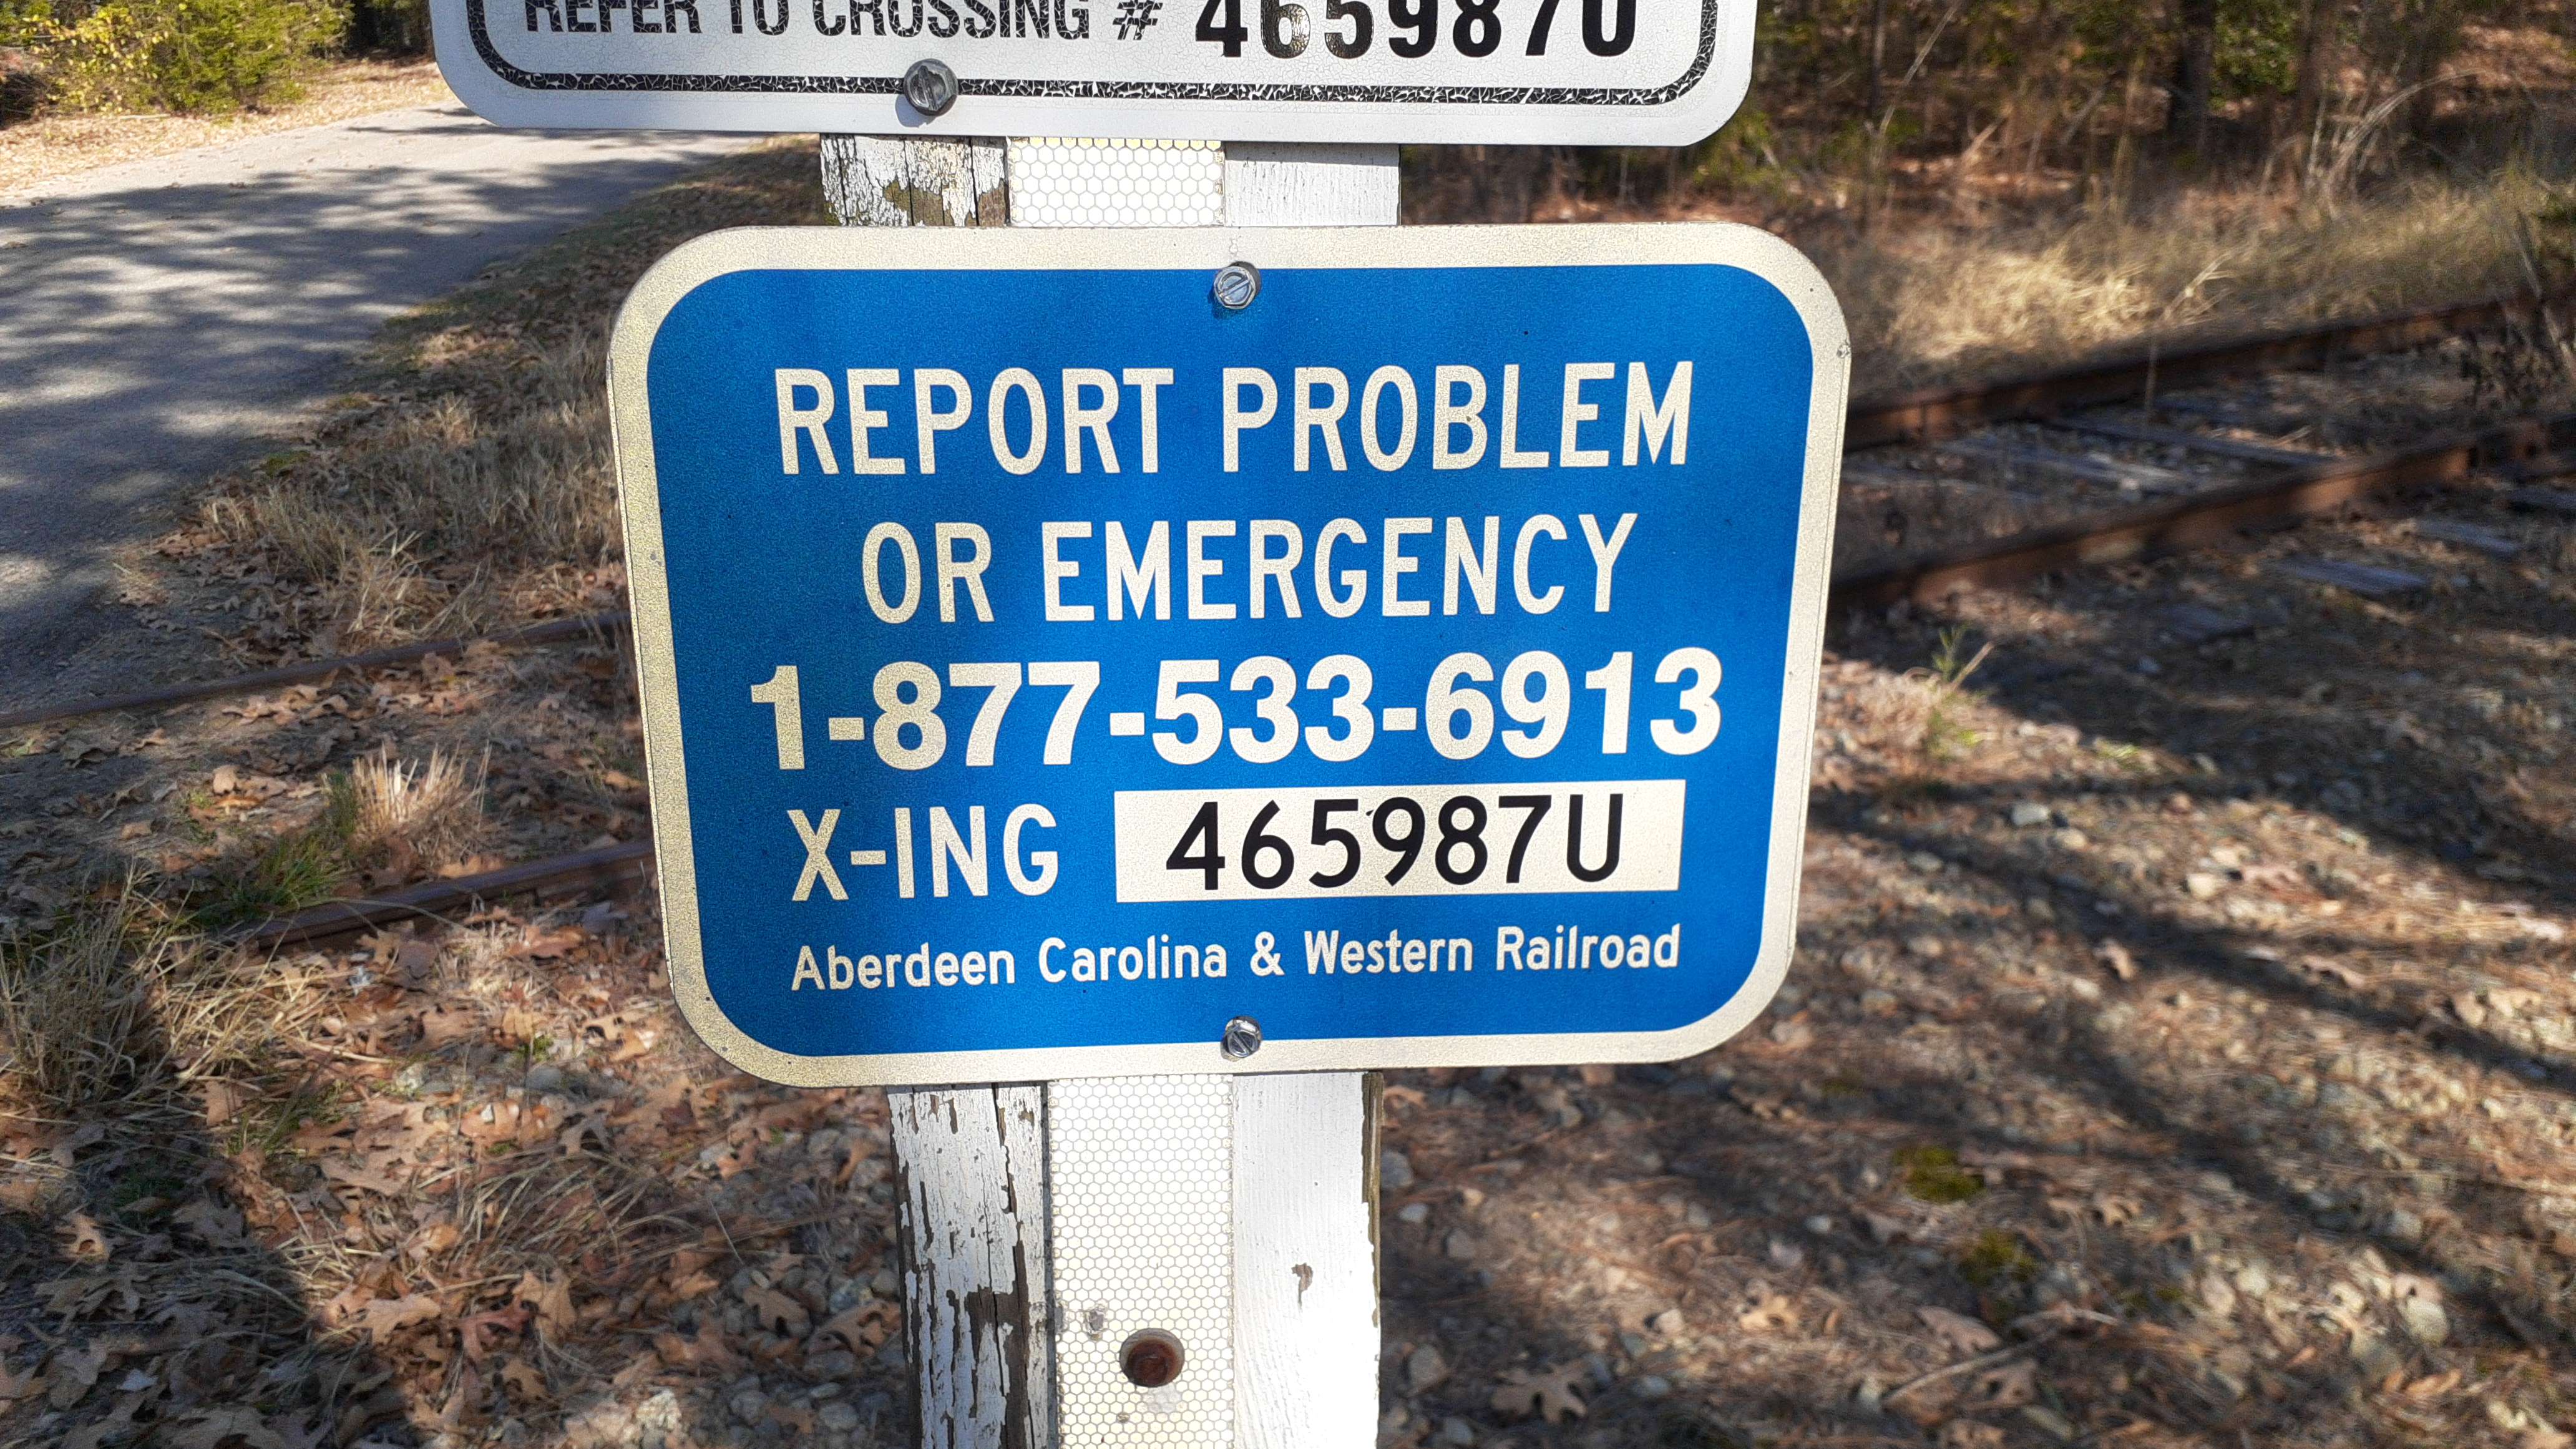 REFER TO CROSSING # 465987U
REPORT PROBLEM
OR EMERGENCY
1-877-533-6913
X-ING 465987U
Aberdeen Carolina & Western Railroad